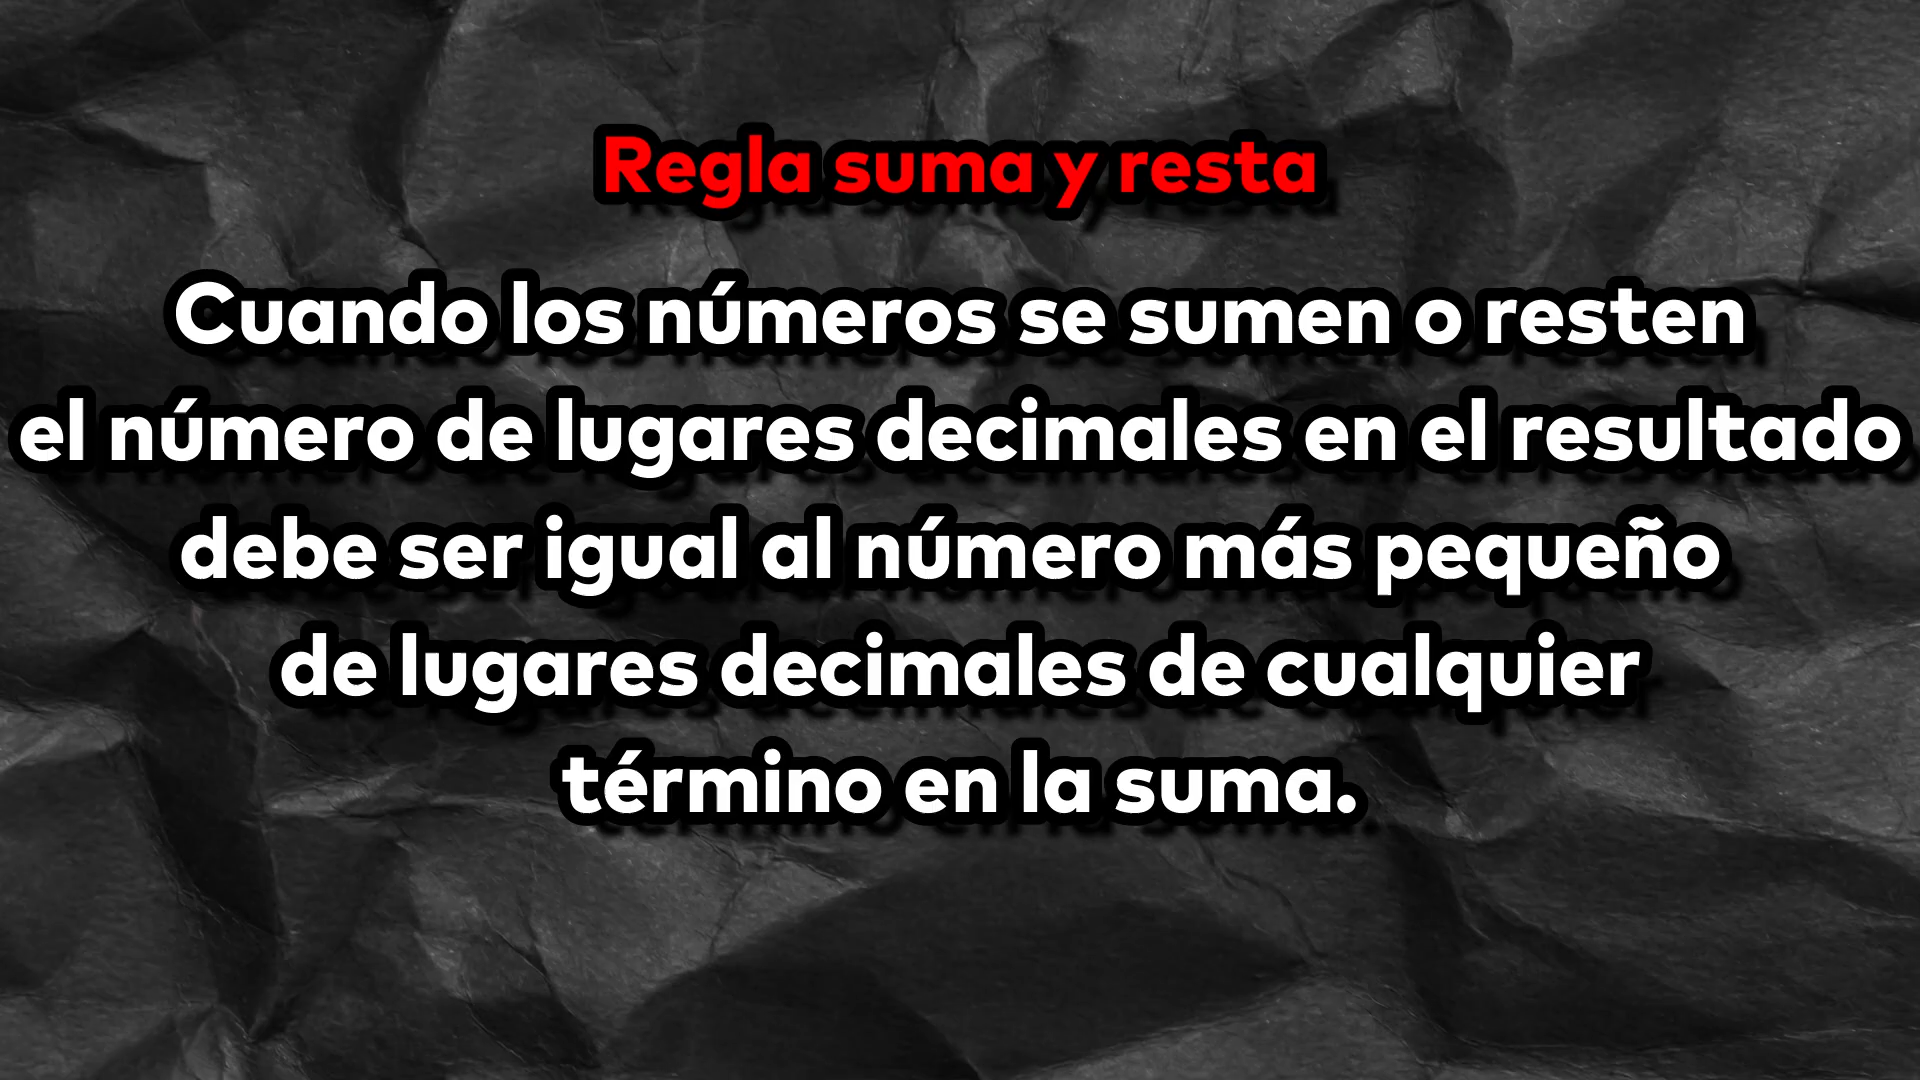 Regla suma y resta
Cuando los números se sumen o resten
el número de lugares decimales en el resultado
debe ser igual al número más pequeño
de lugares decimales de cualquier
término en la suma.